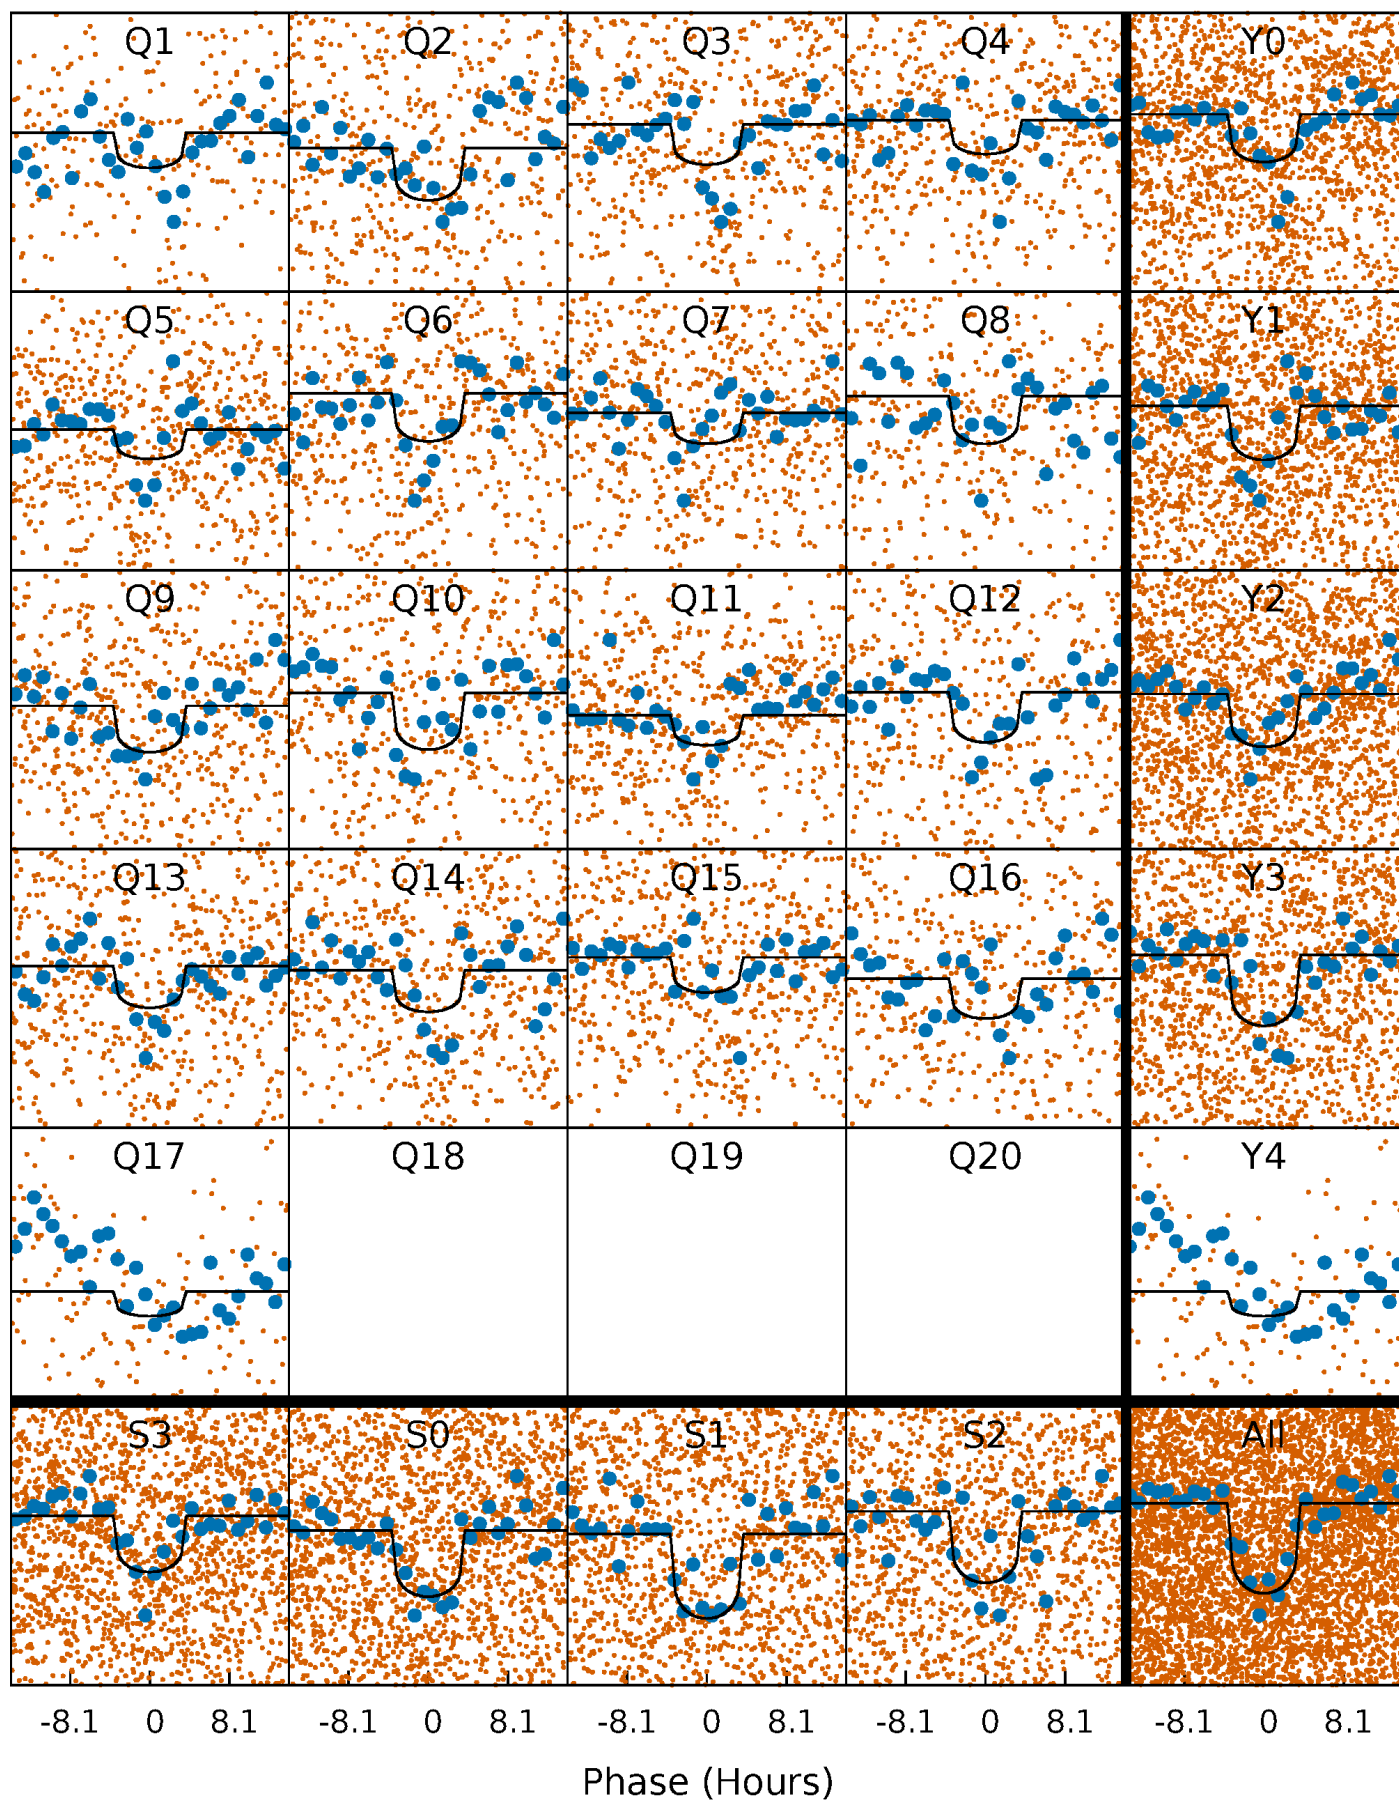 Q1 Q2 Q3 Q4 Y0
Q5 Q6 Q7 Q8 Y1
Q9 Q10 Q11 Q12 Y2
Q13 Q14 Q15 Q16 Y3
Q17 Q18 Q19 Q20 Y4
S3 S0 S1 S2 All
-8.1 0 8.1 -8.1 0 8.1 -8.1 0 8.1 -8.1 0 8.1 -8.1 0 8.1
Phase (Hours)